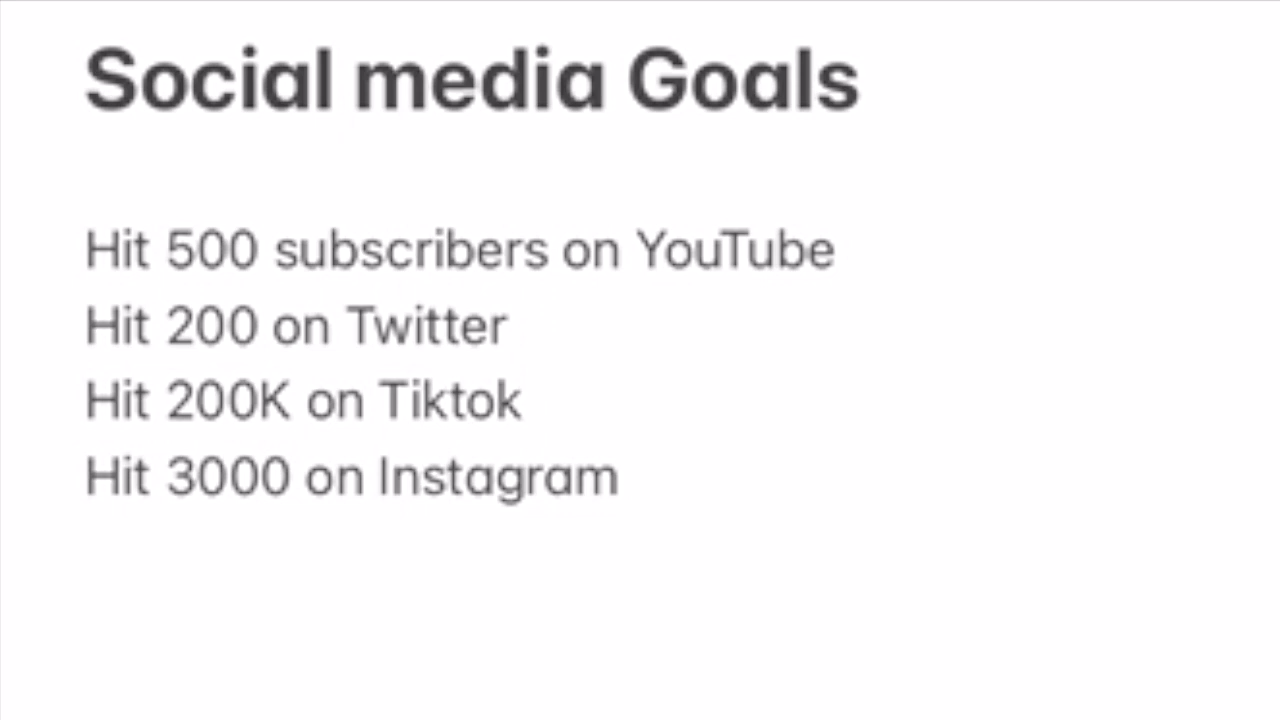 Social media Goals
Hit 500 subscribers on YouTube
Hit 200 on Twitter
Hit 200K on Tiktok
Hit 3000 on Instagram